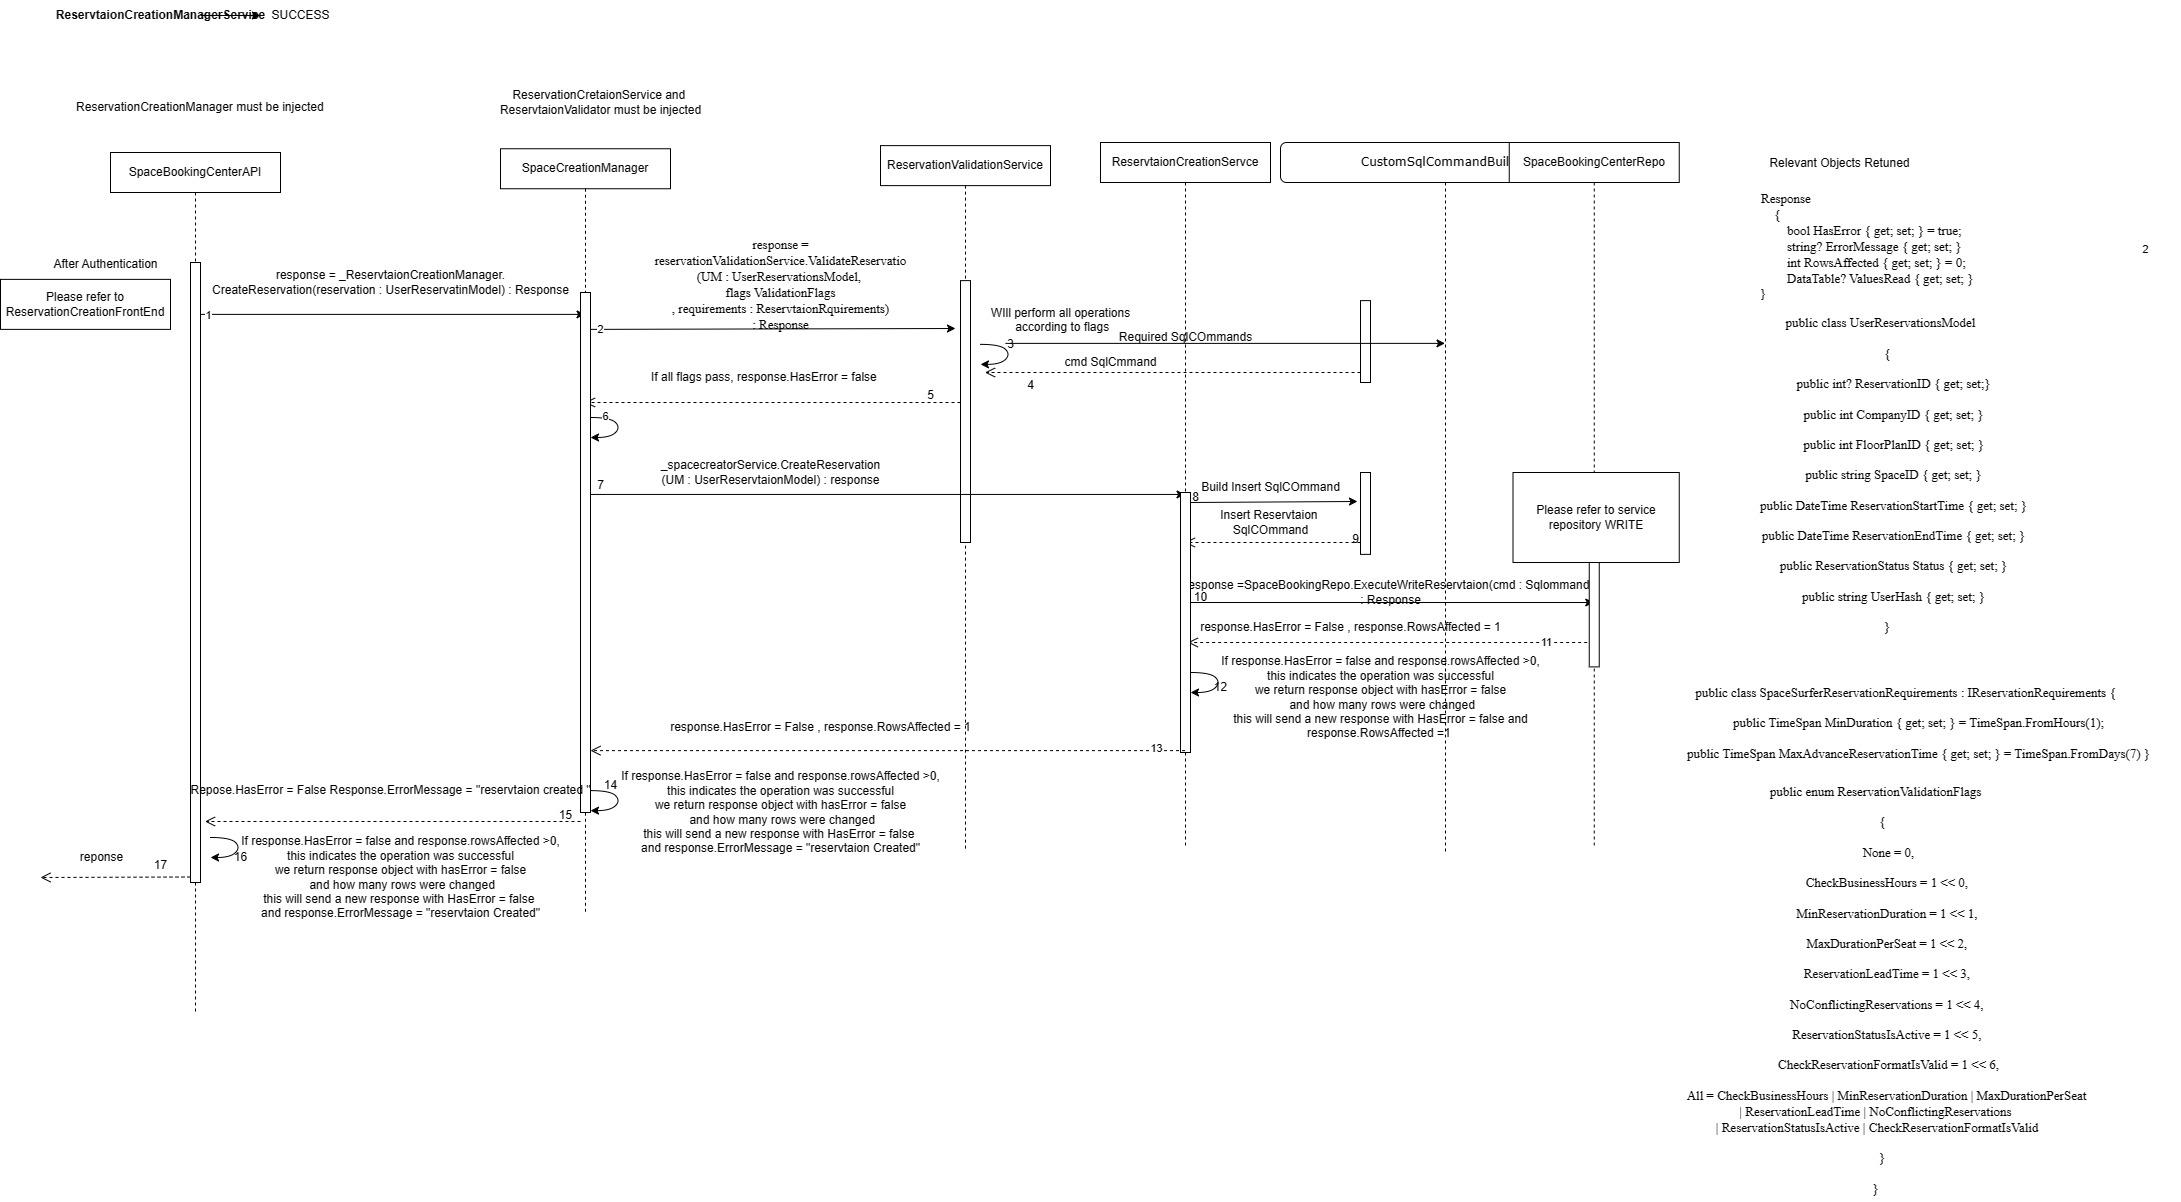 ReservtaionCreationManagerService SUCCESS
ReservationCreationManager must be injected
ReservationCretaionService and
ReservtaionValidator must be injected
SpaceBookingCenterAPI
SpaceCreationManager
ReservationValidationService
ReservtaionCreationServce
CustomSqlCommandBuil
SpaceBookingCenterRepo
After Authentication
Please refer to
ReservationCreationFrontEnd
response = _ReservtaionCreationManager.
CreateReservation(reservation : UserReservatinModel) : Response
1
response =
reservationValidationService.ValidateReservatio
(UM : UserReservationsModel,
flags ValidationFlags
, requirements : ReservtaionRquirements)
: Response
2
WIll perform all operations
according to flags
3
Required SqlCOmmands
cmd SqlCmmand
4
If all flags pass, response.HasError = false
5
6
_spacecreatorService.CreateReservation
(UM : UserReservtaionModel) : response
7
8
Build Insert SqlCOmmand
Insert Reservtaion
SqlCOmmand
9
Please refer to service
repository WRITE
esponse =SpaceBookingRepo.ExecuteWriteReservtaion(cmd : Sqlommand
: Response
10
response.HasError = False , response.RowsAffected = 1
11
If response.HasError = false and response.rowsAffected >0,
this indicates the operation was successful
we return response object with hasError = false
and how many rows were changed
this will send a new response with HasError = false and
response.RowsAffected =1
12
response.HasError = False , response.RowsAffected = 1
13
If response.HasError = false and response.rowsAffected >0,
this indicates the operation was successful
we return response object with hasError = false
and how many rows were changed
this will send a new response with HasError = false
and response.ErrorMessage = "reservtaion Created"
14
Repose.HasError = False Response.ErrorMessage = "reservtaion created "
15
If response.HasError = false and response.rowsAffected >0,
this indicates the operation was successful
we return response object with hasError = false
and how many rows were changed
this will send a new response with HasError = false
and response.ErrorMessage = "reservtaion Created"
16
reponse
17
Relevant Objects Retuned
Response
{
bool HasError { get; set; } = true;
string? ErrorMessage { get; set; }
int RowsAffected { get; set; } = 0;
DataTable? ValuesRead { get; set; }
}
2
public class UserReservationsModel
{
public int? ReservationID { get; set;}
public int CompanyID { get; set; }
public int FloorPlanID { get; set; }
public string SpaceID { get; set; }
public DateTime ReservationStartTime { get; set; }
public DateTime ReservationEndTime { get; set; }
public ReservationStatus Status { get; set; }
public string UserHash { get; set; }
}
public class SpaceSurferReservationRequirements : IReservationRequirements {
public TimeSpan MinDuration { get; set; } = TimeSpan.FromHours(1);
public TimeSpan MaxAdvanceReservationTime { get; set; } = TimeSpan.FromDays(7) }
public enum ReservationValidationFlags
{
None = 0,
CheckBusinessHours = 1 << 0,
MinReservationDuration = 1 << 1,
MaxDurationPerSeat = 1 << 2,
ReservationLeadTime = 1 << 3,
NoConflictingReservations = 1 << 4,
ReservationStatusIsActive = 1 << 5,
CheckReservationFormatIsValid = 1 << 6,
All = CheckBusinessHours | MinReservationDuration | MaxDurationPerSeat
| ReservationLeadTime | NoConflictingReservations
| ReservationStatusIsActive | CheckReservationFormatIsValid
}
}